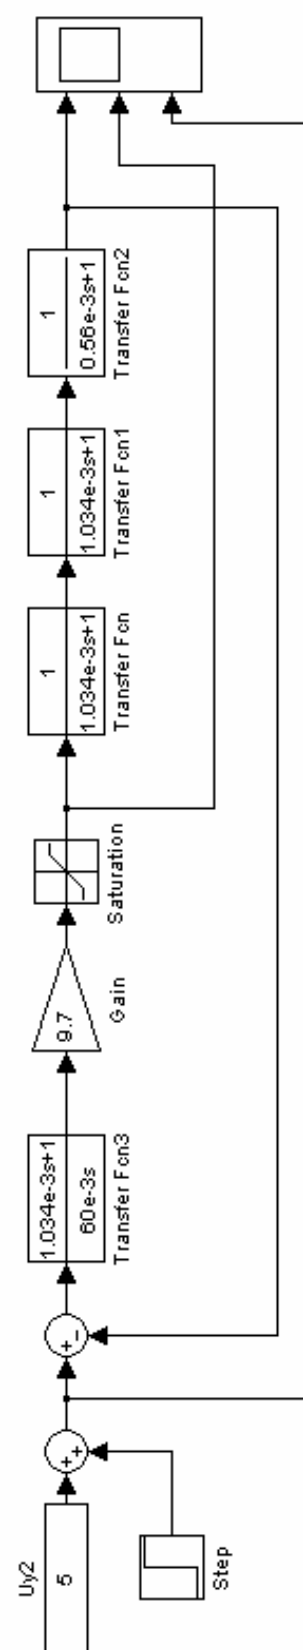 Uy2
5
Step
+
+
+
-
1.034e-3s+1
60e-3s
Transfer Fcn3
9.7
Gain
Saturation
1
1.034e-3s+1
Transfer Fcn
1
1.034e-3s+1
Transfer Fcn1
1
0.56e-3s+1
Transfer Fcn2